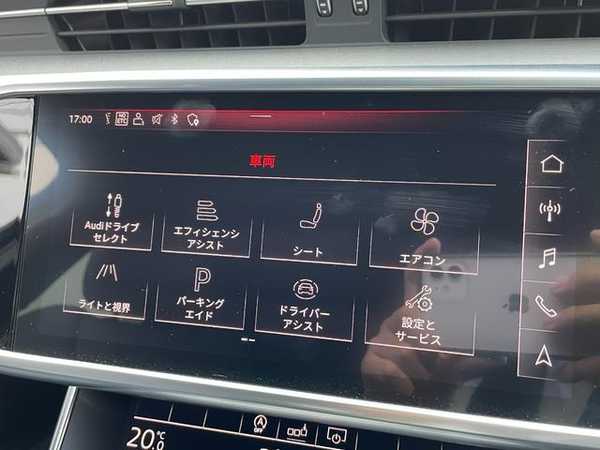 17:00 NO ETC
車両
Audiドライブ
セレクト
エフィシェンシ
アシスト
シート
エアコン
ライトと視界
P
パーキング
エイド
ドライバー
アシスト
設定と
サービス
A
OFF
20.0°C